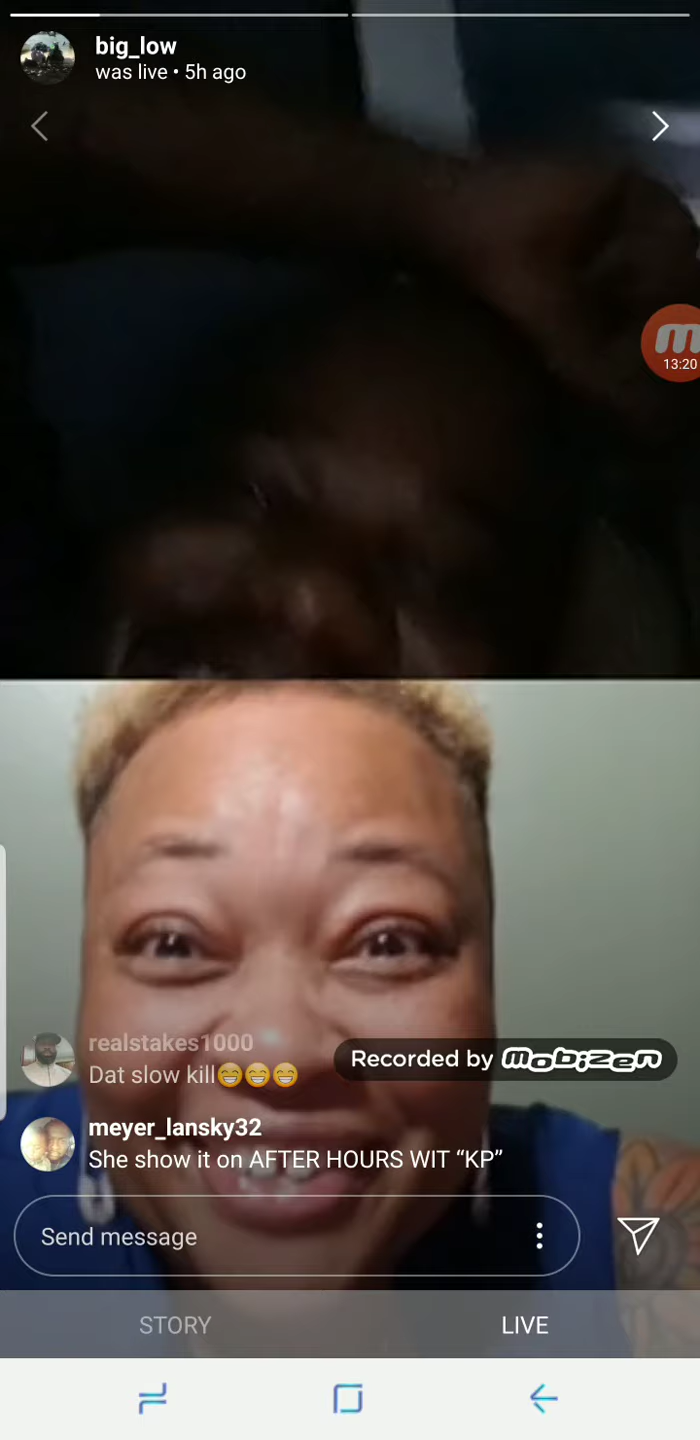 big_low
was live • 5h ago
13:20
realstakes1000
Dat slow kill😁😁😁
Recorded by mobizen
meyer_lansky32
She show it on AFTER HOURS WIT “KP”
Send message
STORY
LIVE